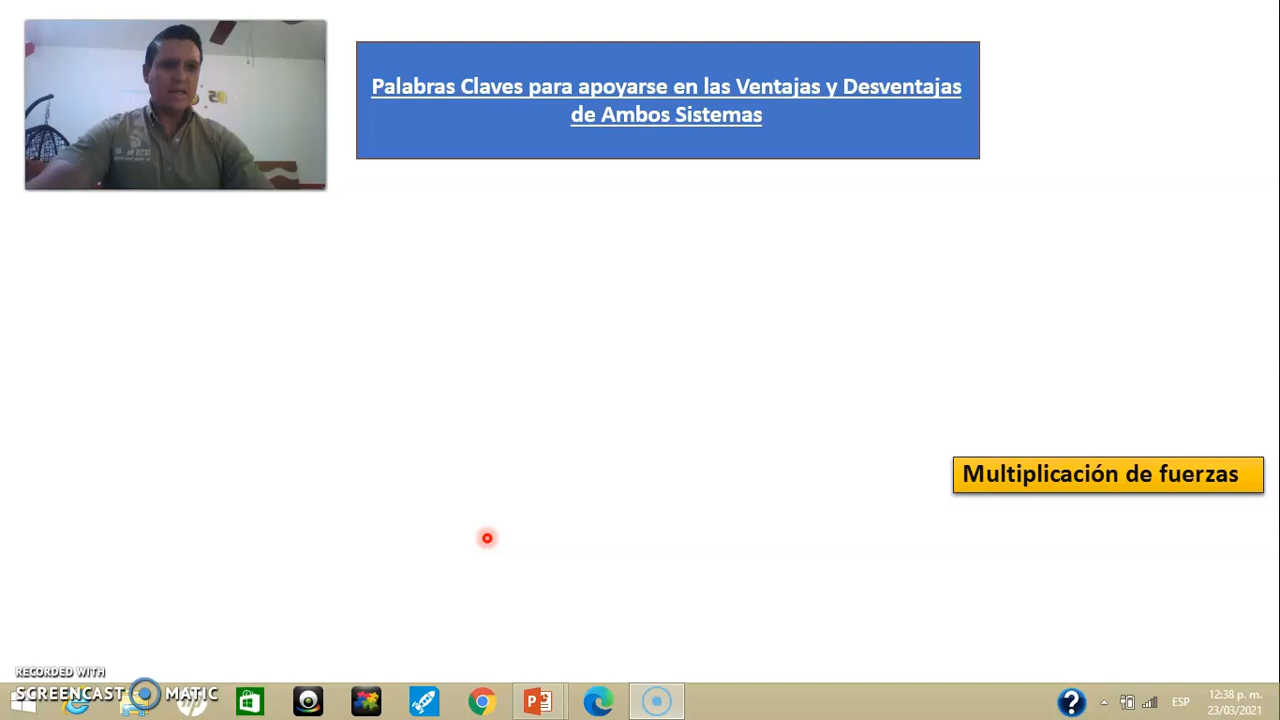 Palabras Claves para apoyarse en las Ventajas y Desventajas
de Ambos Sistemas
Multiplicación de fuerzas
RECORDED WITH
SCREENCAST MATIC
ESP
12:38 p. m.
23/03/2021